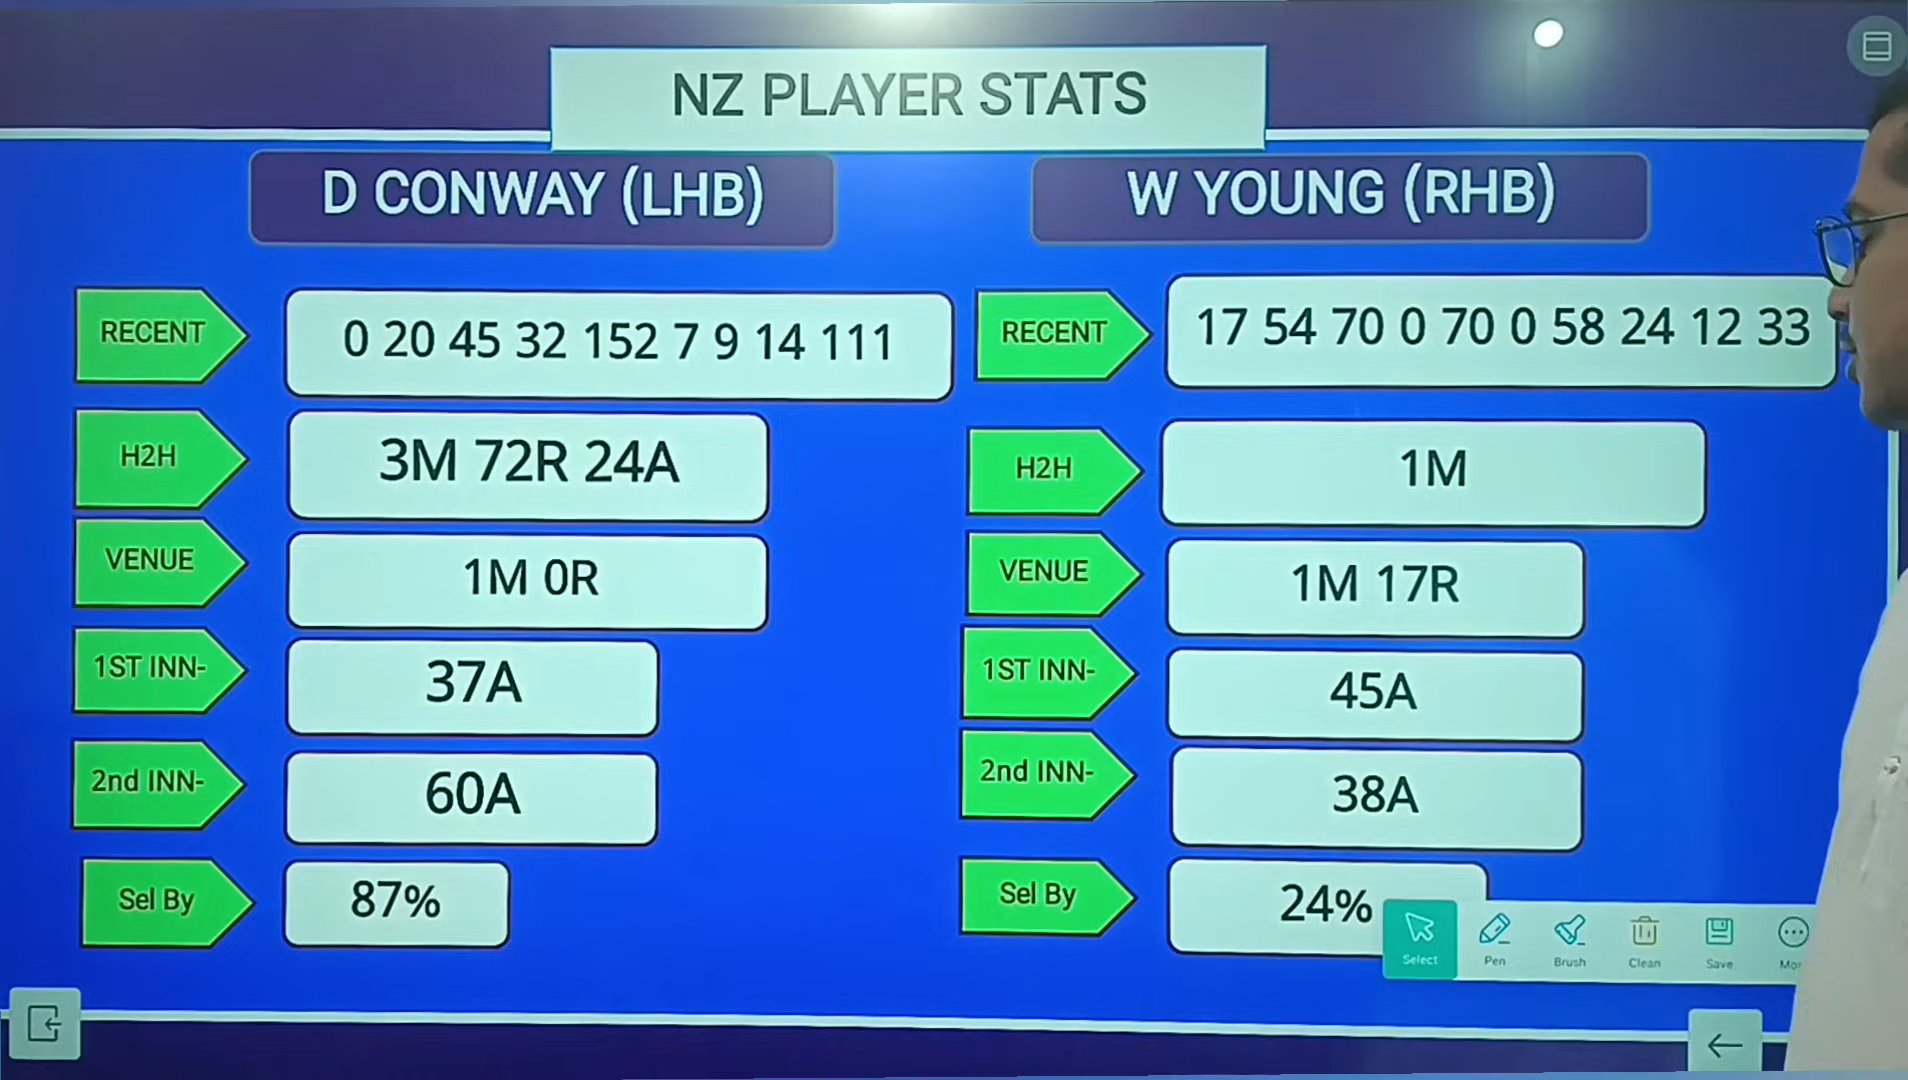 NZ PLAYER STATS
D CONWAY (LHB)
RECENT
0 20 45 32 152 7 9 14 111
H2H
3M 72R 24A
VENUE
1M 0R
1ST INN-
37A
2nd INN-
60A
Sel By
87%
W YOUNG (RHB)
RECENT
17 54 70 0 70 0 58 24 12 33
H2H
1M
VENUE
1M 17R
1ST INN-
45A
2nd INN-
38A
Sel By
24%
Select
Pen
Brush
Clean
Save